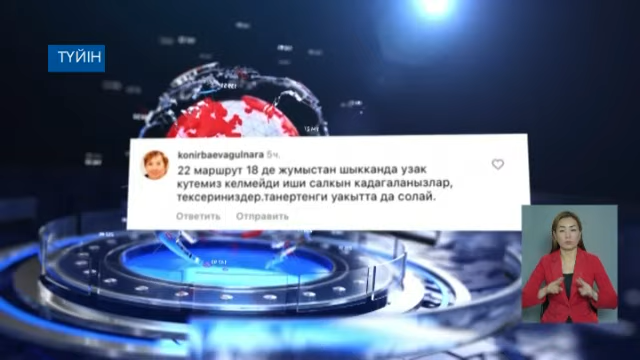 ТҮЙІН
konirbaevagulnara 5ч.
22 маршрут 18 де жумыстан шыкканда узак
кутемиз келмейди иши салкын кадагаланызлар,
тексериниздер.танертенги уакытта да солай.
Ответить Отправить